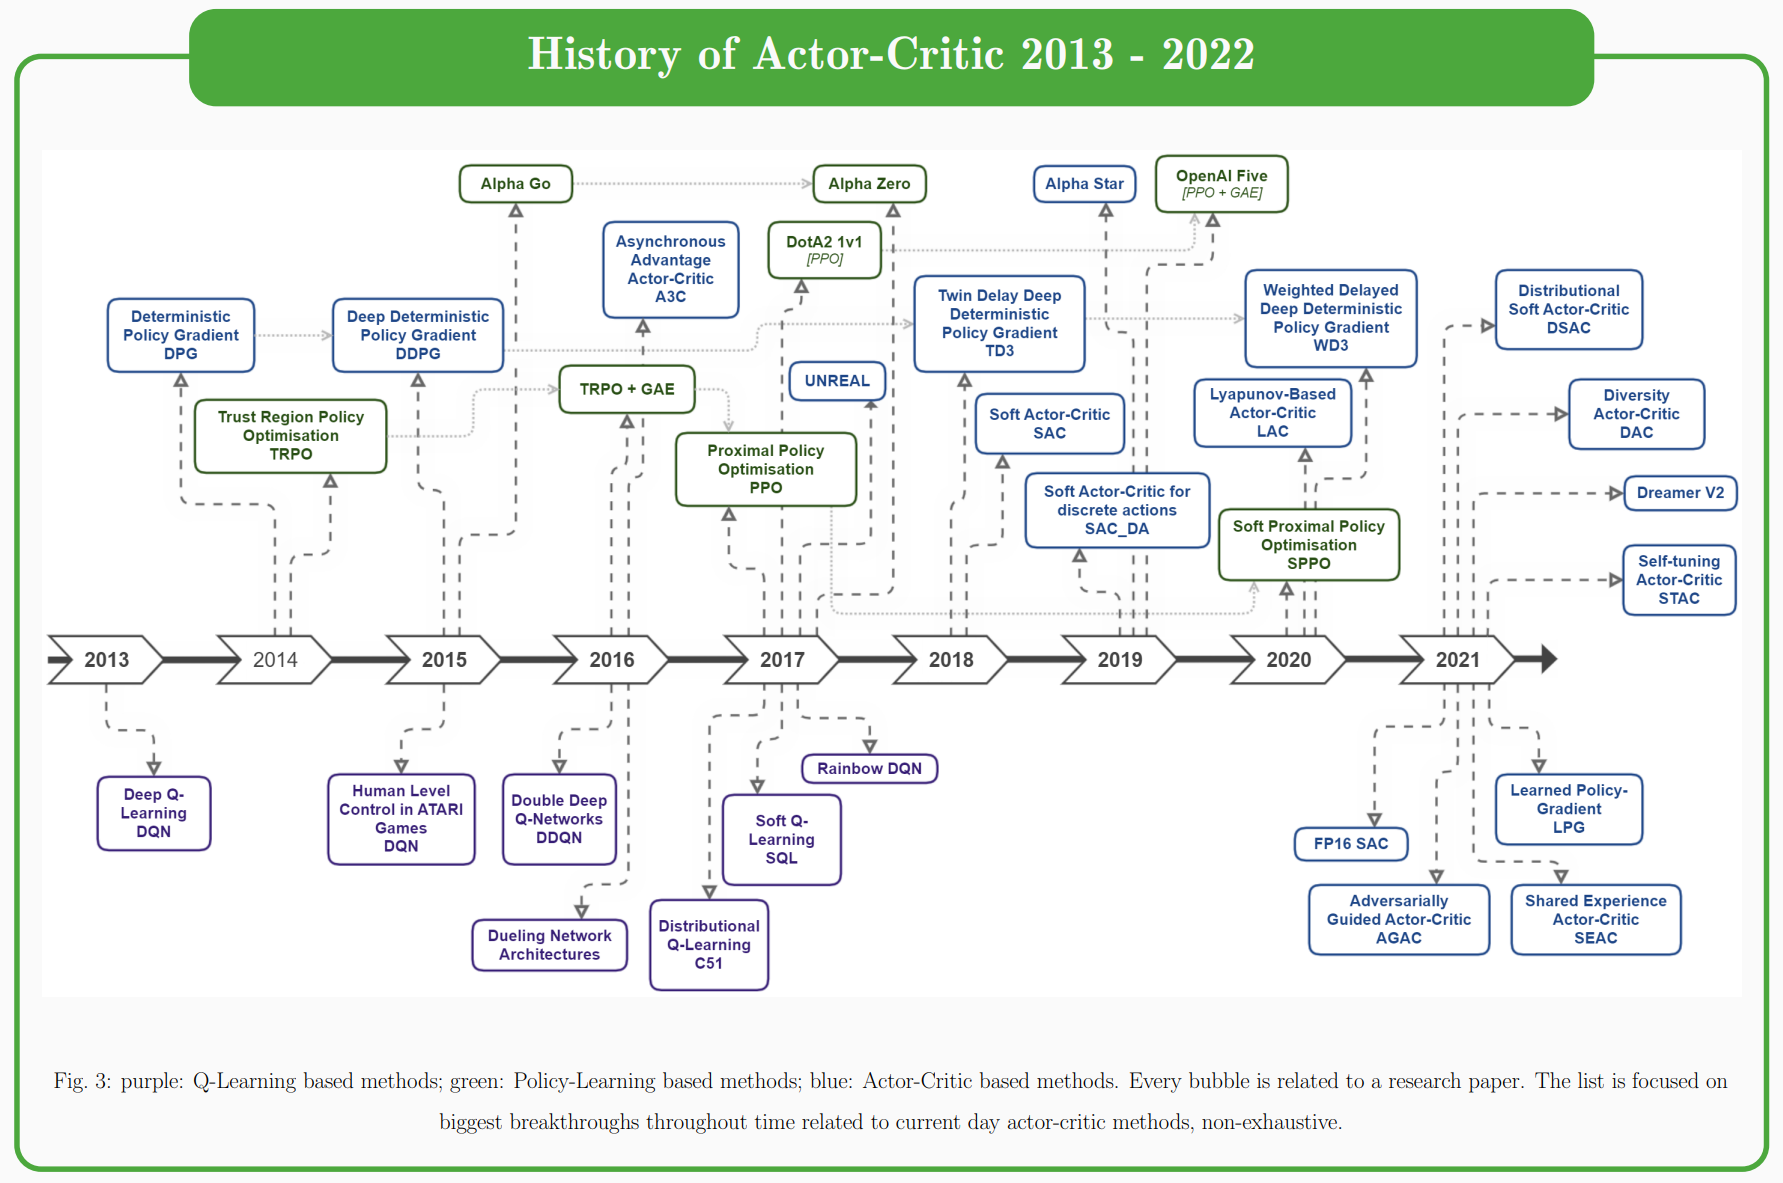 History of Actor-Critic 2013 - 2022
Alpha Go
Alpha Zero
Alpha Star
OpenAI Five
[PPO + GAE]
Asynchronous
Advantage
Actor-Critic
A3C
DotA2 1v1
[PPO]
Deterministic
Policy Gradient
DPG
Deep Deterministic
Policy Gradient
DDPG
Twin Delay Deep
Deterministic
Policy Gradient
TD3
Weighted Delayed
Deep Deterministic
Policy Gradient
WD3
Distributional
Soft Actor-Critic
DSAC
TRPO + GAE
UNREAL
Trust Region Policy
Optimisation
TRPO
Soft Actor-Critic
SAC
Lyapunov-Based
Actor-Critic
LAC
Diversity
Actor-Critic
DAC
Proximal Policy
Optimisation
PPO
Soft Actor-Critic for
discrete actions
SAC_DA
Dreamer V2
Soft Proximal Policy
Optimisation
SPPO
Self-tuning
Actor-Critic
STAC
2013
2014
2015
2016
2017
2018
2019
2020
2021
Deep Q-
Learning
DQN
Human Level
Control in ATARI
Games
DQN
Double Deep
Q-Networks
DDQN
Rainbow DQN
Soft Q-
Learning
SQL
Learned Policy-
Gradient
LPG
FP16 SAC
Dueling Network
Architectures
Distributional
Q-Learning
C51
Adversarially
Guided Actor-Critic
AGAC
Shared Experience
Actor-Critic
SEAC
Fig. 3: purple: Q-Learning based methods; green: Policy-Learning based methods; blue: Actor-Critic based methods. Every bubble is related to a research paper. The list is focused on
biggest breakthroughs throughout time related to current day actor-critic methods, non-exhaustive.